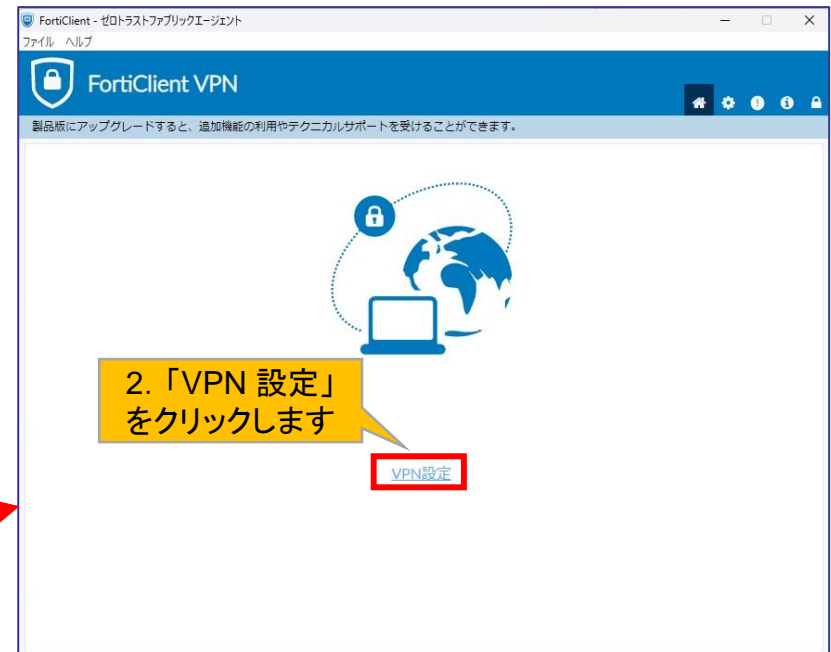 FortiClient - ゼロトラストファブリックエージェント
ファイル ヘルプ
FortiClient VPN
製品版にアップグレードすると、追加機能の利用やテクニカルサポートを受けることができます。
2.「VPN 設定」
をクリックします
VPN設定